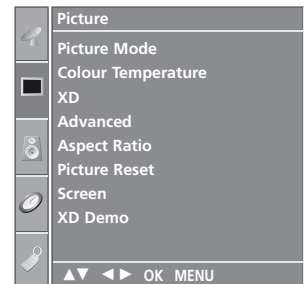 Picture
Picture Mode
Colour Temperature
XD
Advanced
Aspect Ratio
Picture Reset
Screen
XD Demo
▲▼ ◄► OK MENU